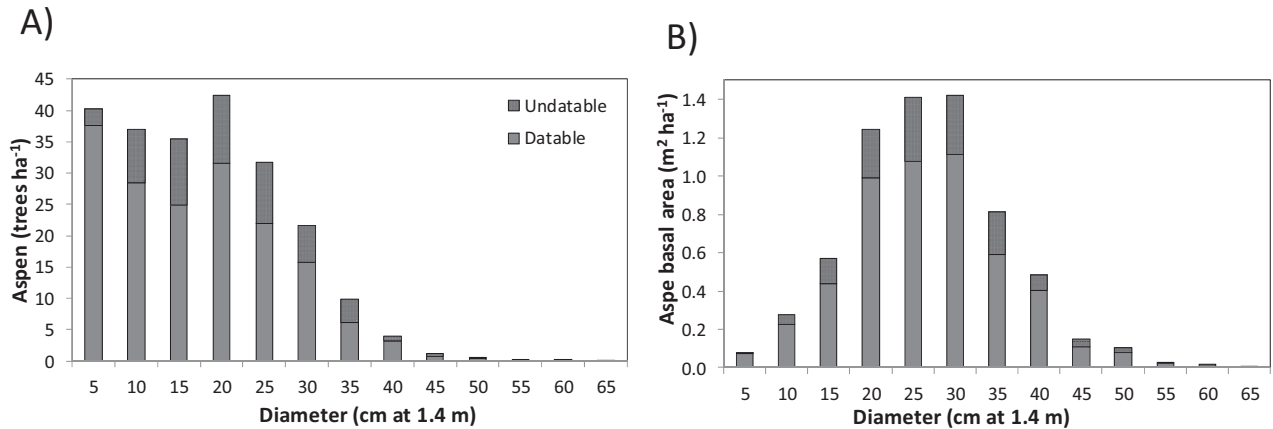 A)
45
40
35
30
25
20
15
10
5
0
Aspen (trees ha⁻¹)
Undatable
Datable
5 10 15 20 25 30 35 40 45 50 55 60 65
Diameter (cm at 1.4 m)
B)
1.4
1.2
1.0
0.8
0.6
0.4
0.2
0.0
Aspe basal area (m² ha⁻¹)
5 10 15 20 25 30 35 40 45 50 55 60 65
Diameter (cm at 1.4 m)